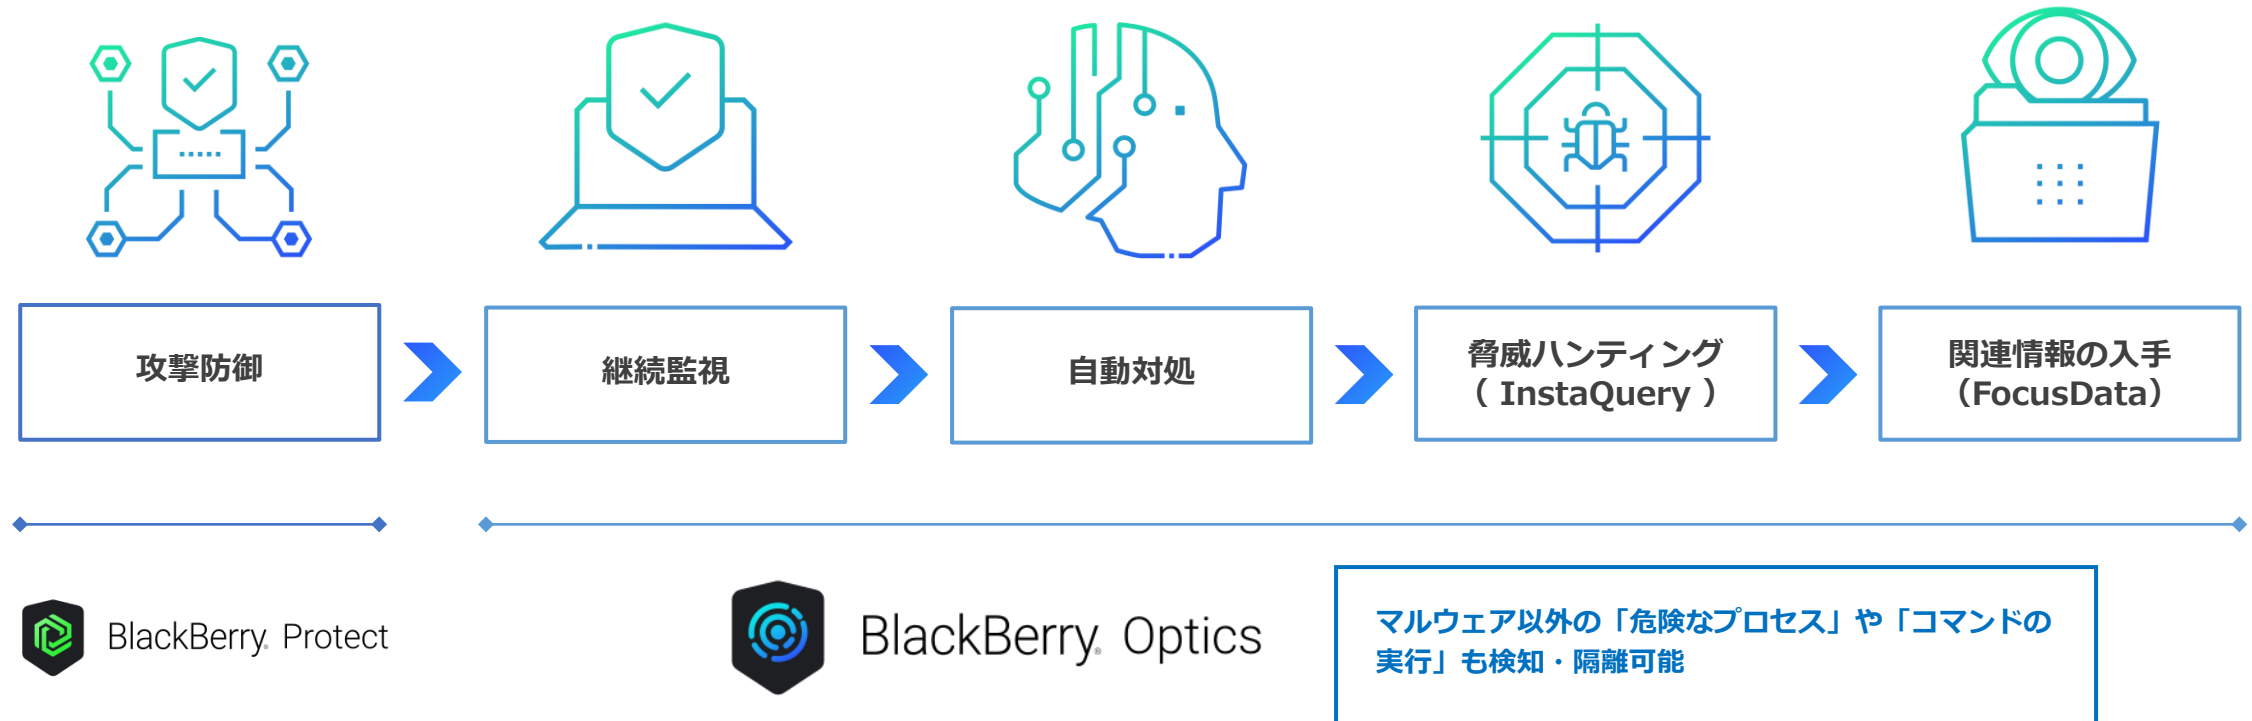 攻撃防御
継続監視
自動対処
脅威ハンティング
（ InstaQuery ）
関連情報の入手
（FocusData）
BlackBerry® Protect
BlackBerry® Optics
マルウェア以外の「危険なプロセス」や「コマンドの
実行」も検知・隔離可能